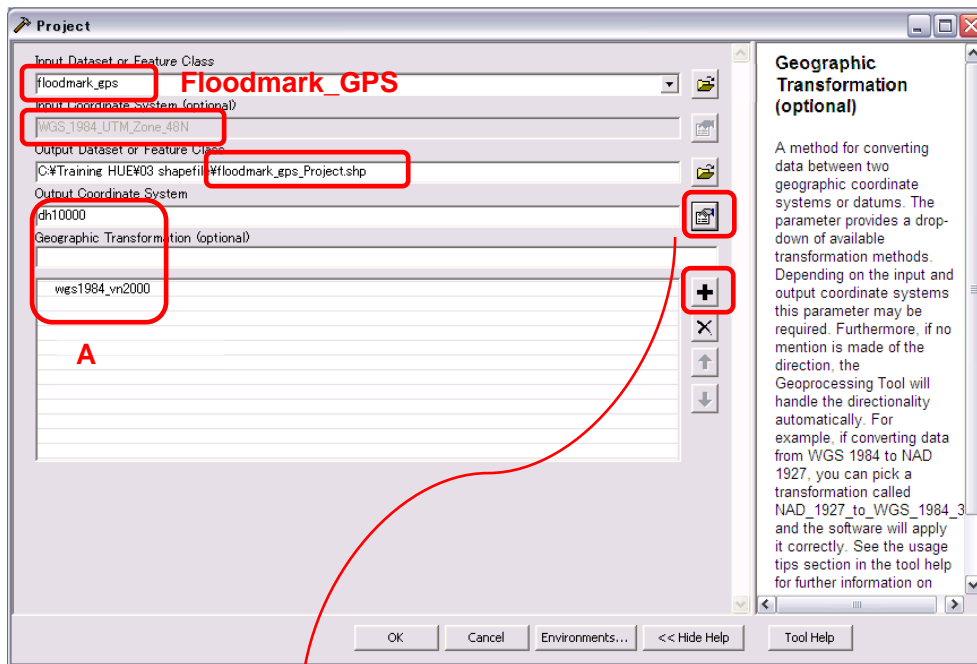 Project
Input Dataset or Feature Class
floodmark_gps
Floodmark_GPS
Input Coordinate System (optional)
WGS_1984_UTM_Zone_48N
Output Dataset or Feature Class
C:¥Training HUE¥03 shapefile¥floodmark_gps_Project.shp
Output Coordinate System
dh10000
Geographic Transformation (optional)
wgs1984_vn2000
A
OK
Cancel
Environments...
<< Hide Help
Tool Help
Geographic
Transformation
(optional)
A method for converting
data between two
geographic coordinate
systems or datums. The
parameter provides a drop-
down of available
transformation methods.
Depending on the input and
output coordinate systems
this parameter may be
required. Furthermore, if no
mention is made of the
direction, the
Geoprocessing Tool will
handle the directionality
automatically. For
example, if converting data
from WGS 1984 to NAD
1927, you can pick a
transformation called
NAD_1927_to_WGS_1984_3
and the software will apply
it correctly. See the usage
tips section in the tool help
for further information on